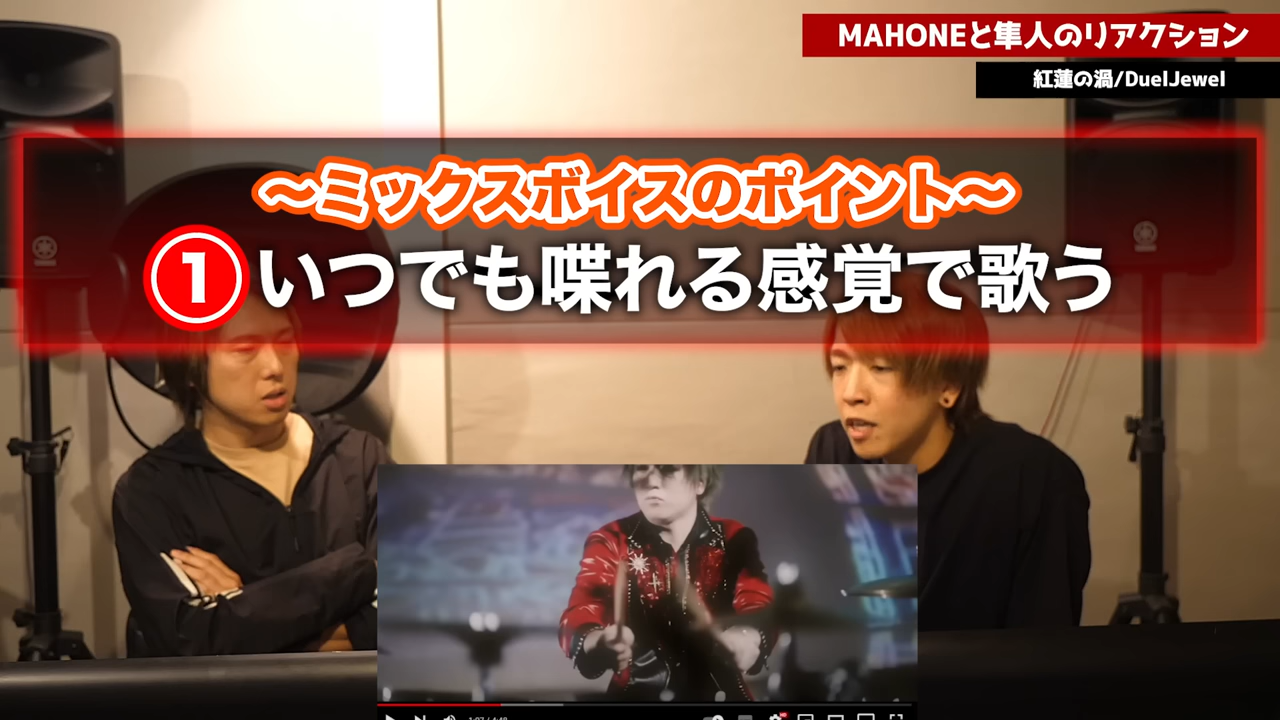 MAHONEと隼人のリアクション
紅蓮の渦/DuelJewel
～ミックスボイスのポイント～
①いつでも喋れる感覚で歌う